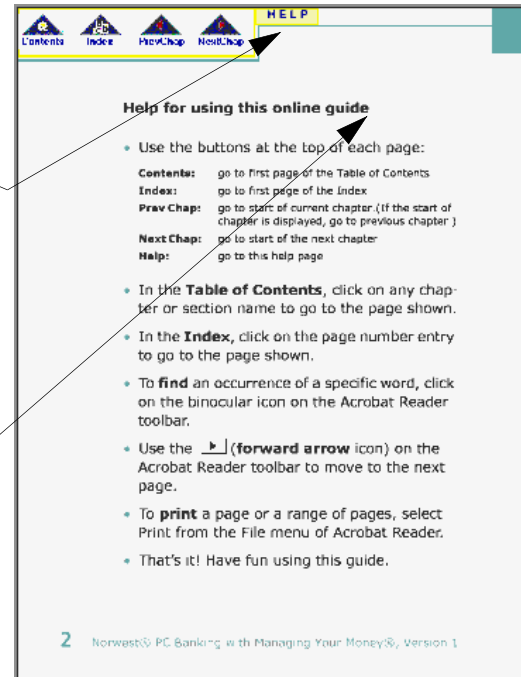 HELP
Contents Index PrevChap NextChap
Help for using this online guide
• Use the buttons at the top of each page:
Contents: go to first page of the Table of Contents
Index: go to first page of the Index
Prev Chap: go to start of current chapter.(If the start of
chapter is displayed, go to previous chapter )
Next Chap: go to start of the next chapter
Help: go to this help page
• In the Table of Contents, click on any chap-
ter or section name to go to the page shown.
• In the Index, click on the page number entry
to go to the page shown.
• To find an occurrence of a specific word, click
on the binocular icon on the Acrobat Reader
toolbar.
• Use the (forward arrow icon) on the
Acrobat Reader toolbar to move to the next
page.
• To print a page or a range of pages, select
Print from the File menu of Acrobat Reader.
• That's it! Have fun using this guide.
2 Norwest® PC Banking with Managing Your Money®, Version 1